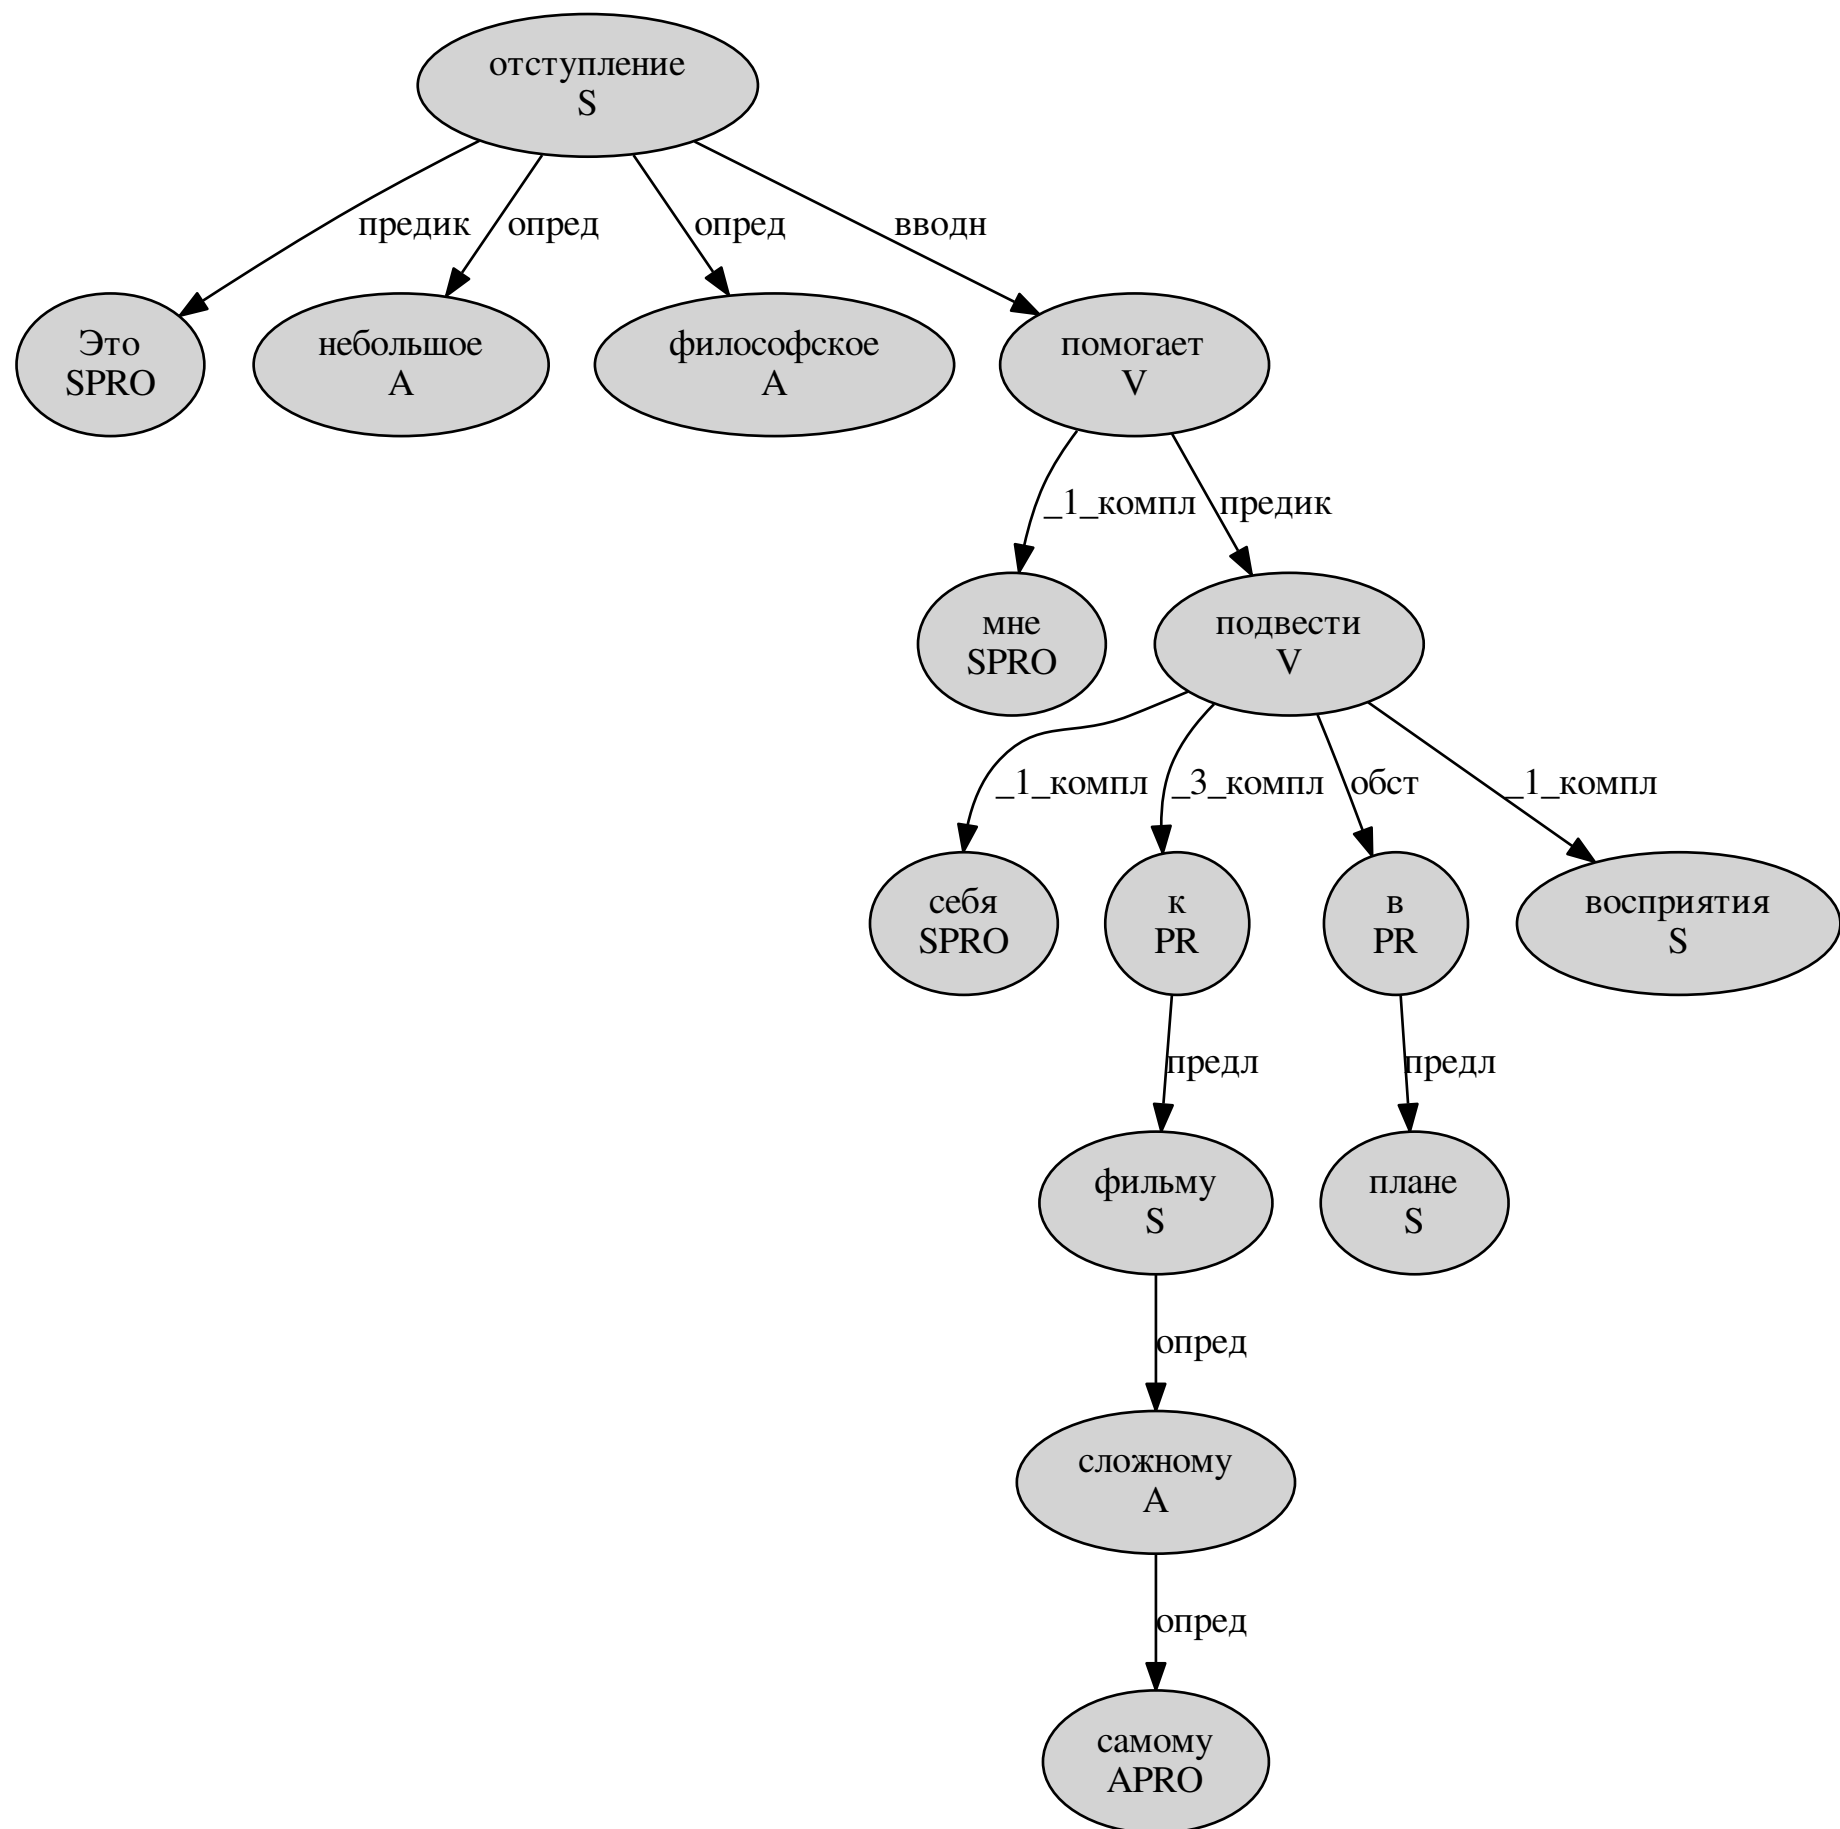 отступление
S
предик
опред
опред
вводн
Это
SPRO
небольшое
A
философское
A
помогает
V
_1_компл
предик
мне
SPRO
подвести
V
_1_компл
_3_компл
обст
_1_компл
себя
SPRO
к
PR
в
PR
восприятия
S
предл
предл
фильму
S
плане
S
опред
сложному
A
опред
самому
APRO